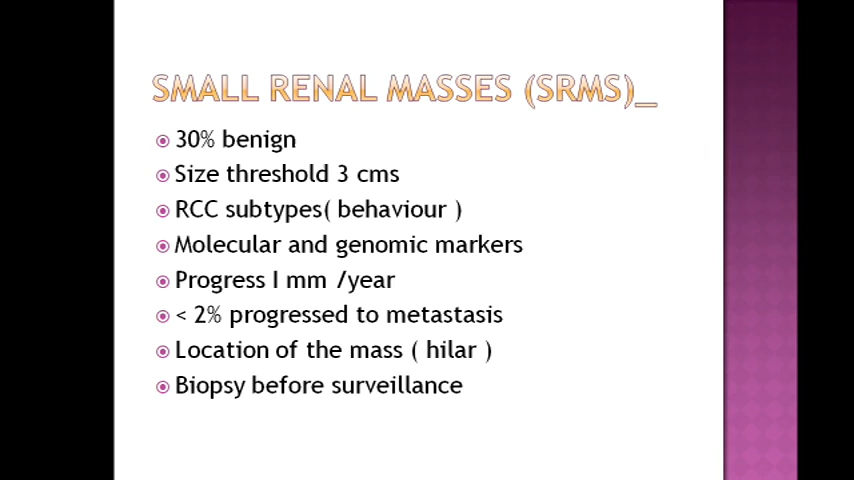 SMALL RENAL MASSES (SRMS)_
30% benign
Size threshold 3 cms
RCC subtypes( behaviour )
Molecular and genomic markers
Progress I mm /year
< 2% progressed to metastasis
Location of the mass ( hilar )
Biopsy before surveillance